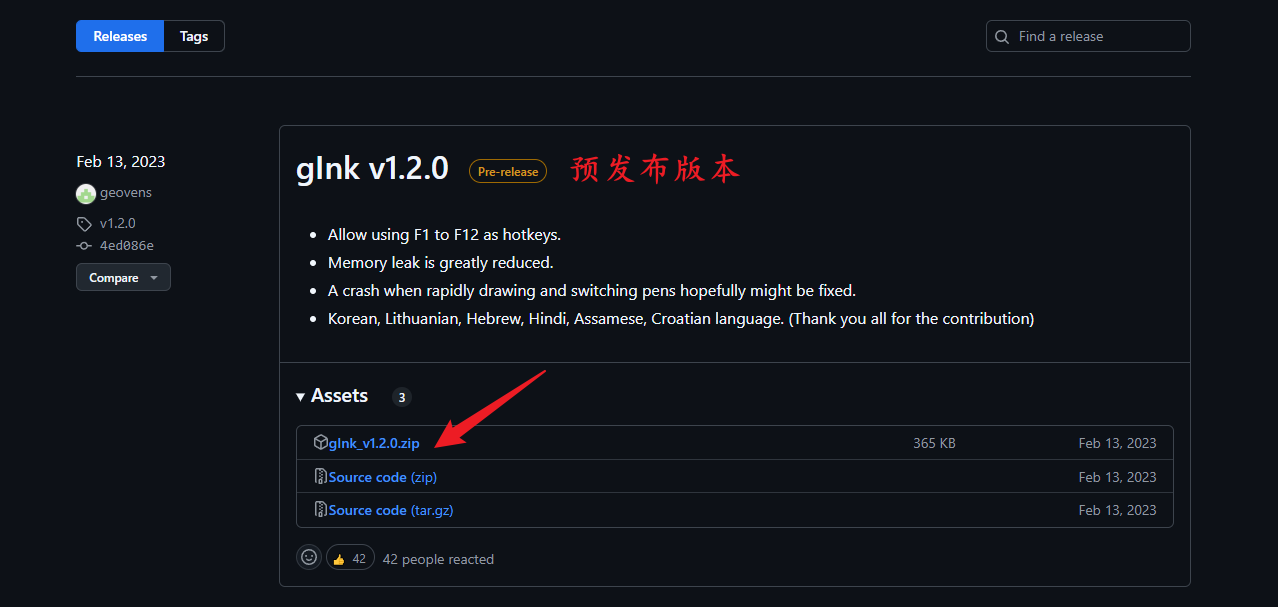 Releases Tags Find a release
Feb 13, 2023
geovens
v1.2.0
4ed086e
Compare
gInk v1.2.0 Pre-release 预发布版本
Allow using F1 to F12 as hotkeys.
Memory leak is greatly reduced.
A crash when rapidly drawing and switching pens hopefully might be fixed.
Korean, Lithuanian, Hebrew, Hindi, Assamese, Croatian language. (Thank you all for the contribution)
Assets 3
gInk_v1.2.0.zip 365 KB Feb 13, 2023
Source code (zip) Feb 13, 2023
Source code (tar.gz) Feb 13, 2023
42 42 people reacted